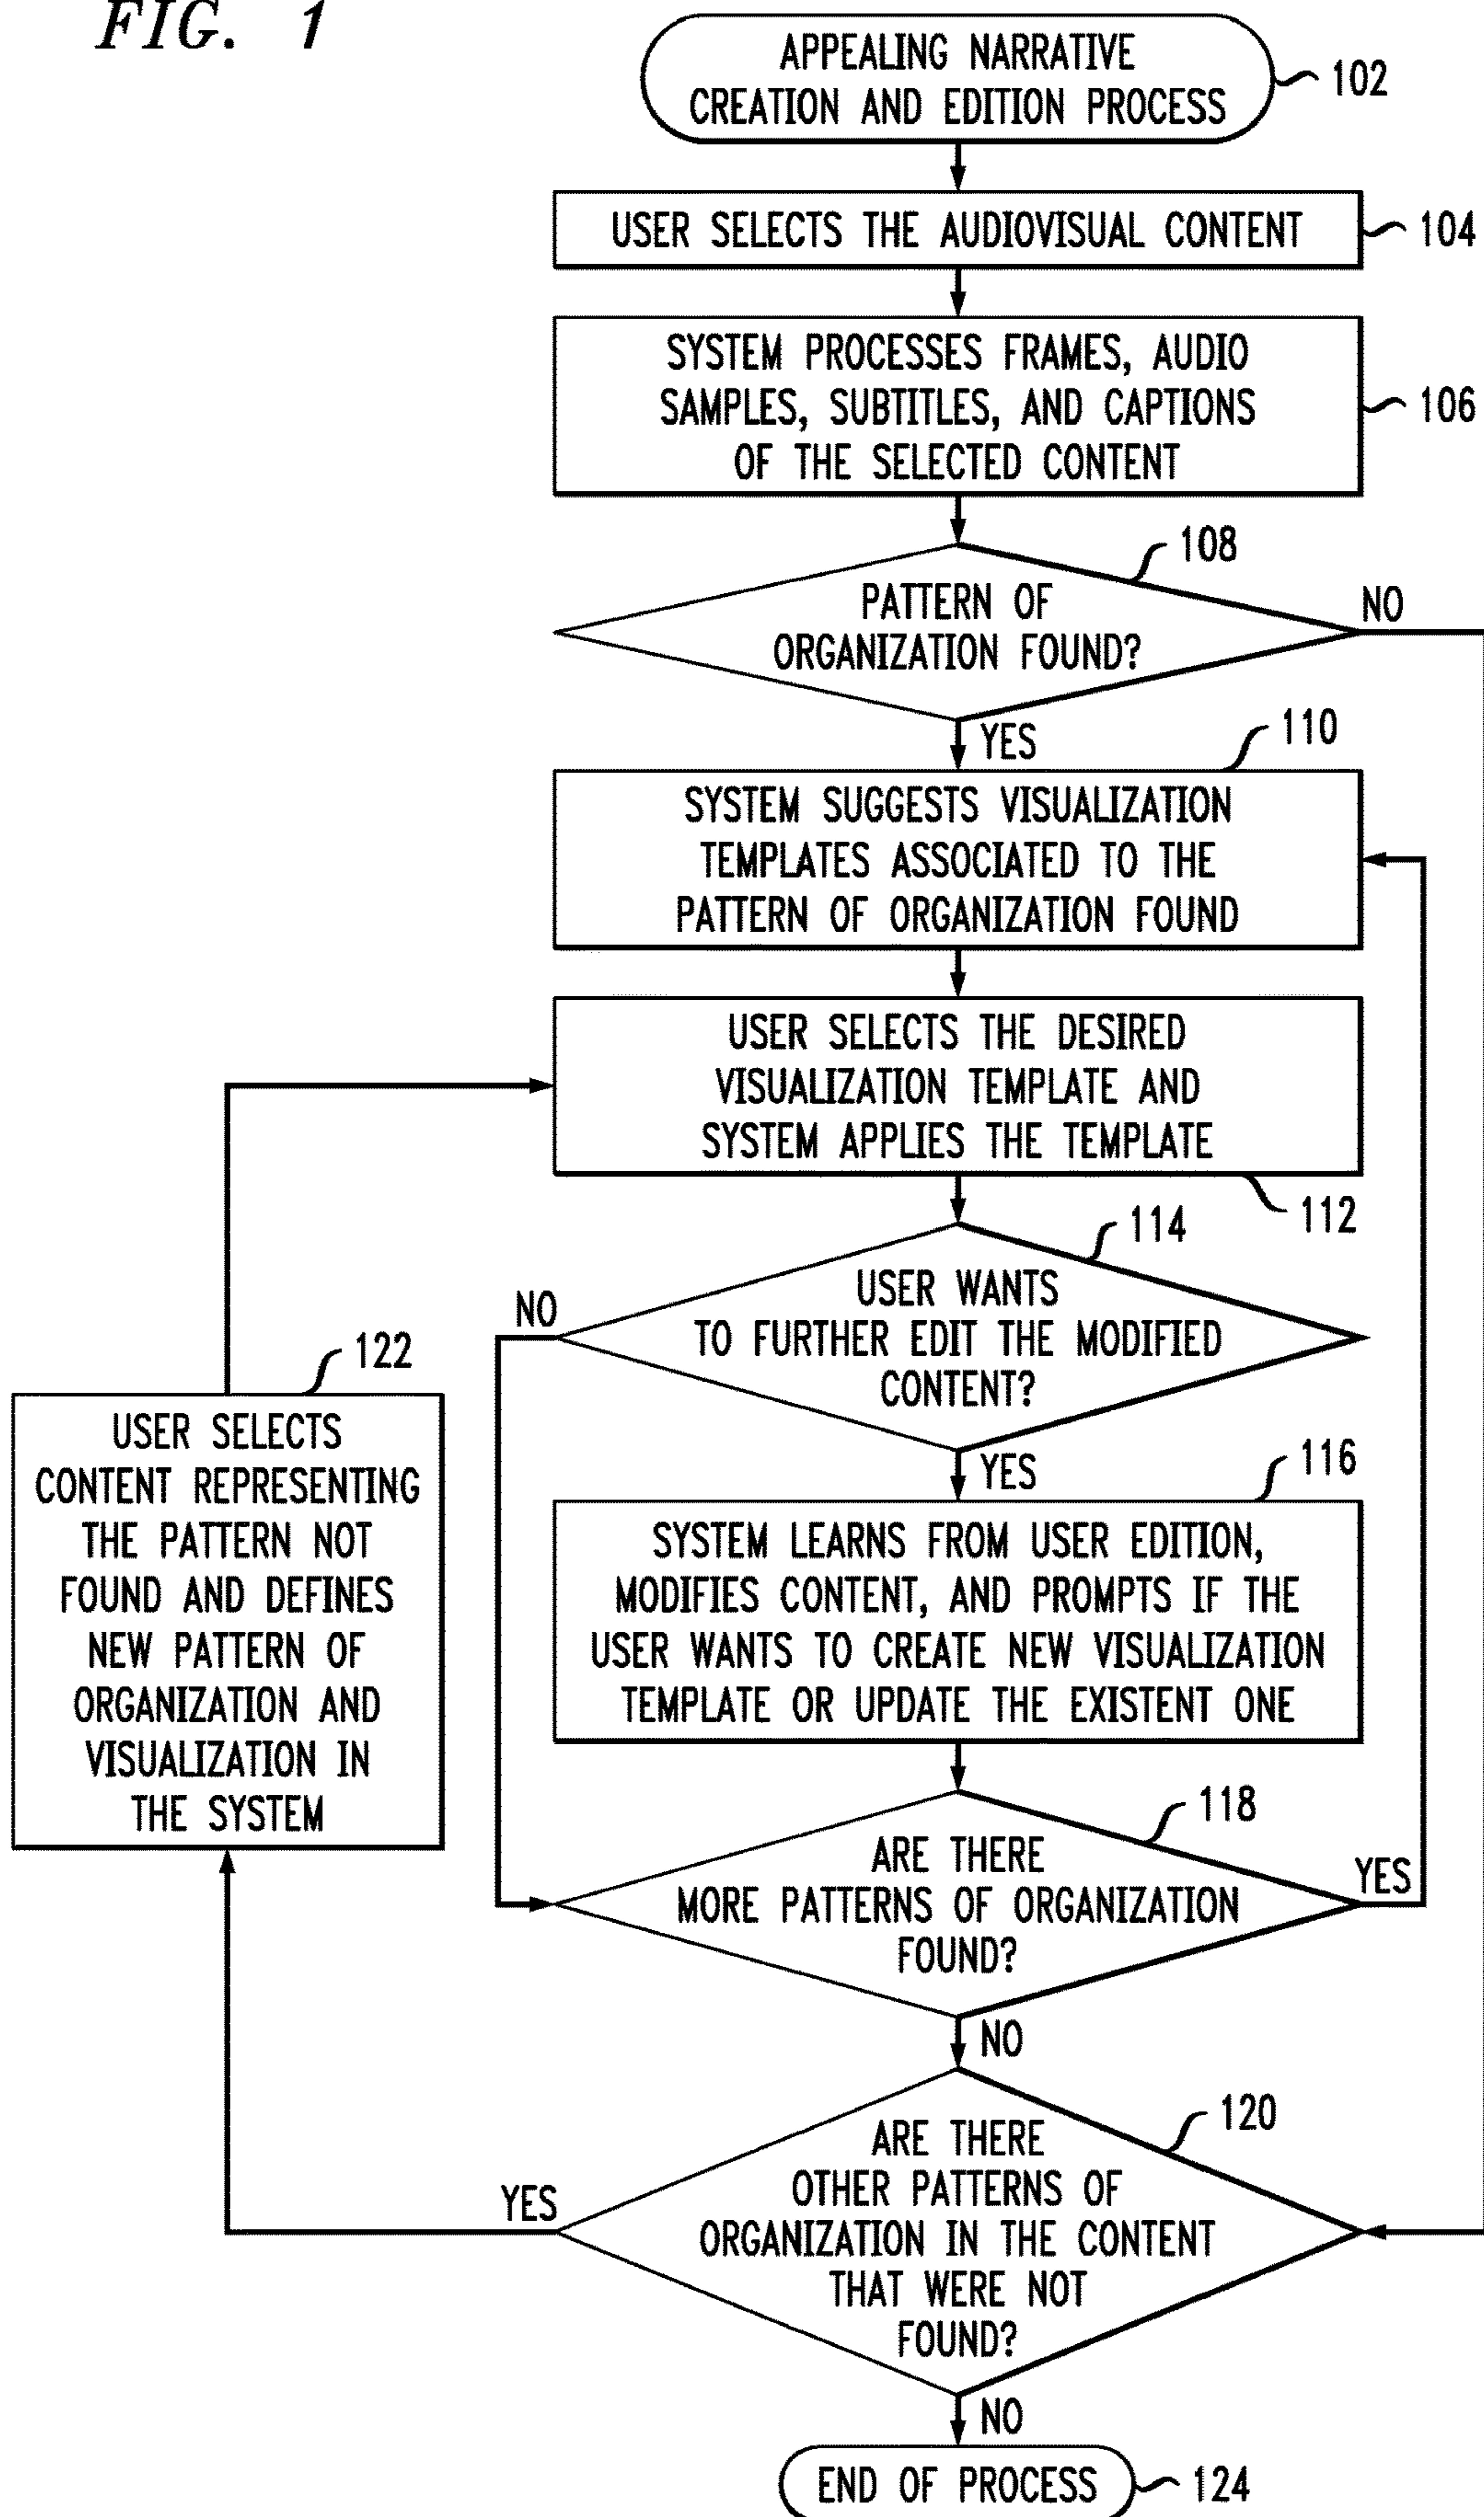 FIG. 1
APPEALING NARRATIVE
CREATION AND EDITION PROCESS
102
USER SELECTS THE AUDIOVISUAL CONTENT
104
SYSTEM PROCESSES FRAMES, AUDIO
SAMPLES, SUBTITLES, AND CAPTIONS
OF THE SELECTED CONTENT
106
108
PATTERN OF
ORGANIZATION FOUND?
NO
YES
110
SYSTEM SUGGESTS VISUALIZATION
TEMPLATES ASSOCIATED TO THE
PATTERN OF ORGANIZATION FOUND
USER SELECTS THE DESIRED
VISUALIZATION TEMPLATE AND
SYSTEM APPLIES THE TEMPLATE
112
114
USER WANTS
TO FURTHER EDIT THE MODIFIED
CONTENT?
NO
YES
122
USER SELECTS
CONTENT REPRESENTING
THE PATTERN NOT
FOUND AND DEFINES
NEW PATTERN OF
ORGANIZATION AND
VISUALIZATION IN
THE SYSTEM
116
SYSTEM LEARNS FROM USER EDITION,
MODIFIES CONTENT, AND PROMPTS IF THE
USER WANTS TO CREATE NEW VISUALIZATION
TEMPLATE OR UPDATE THE EXISTENT ONE
118
ARE THERE
MORE PATTERNS OF ORGANIZATION
FOUND?
YES
NO
120
ARE THERE
OTHER PATTERNS OF
ORGANIZATION IN THE CONTENT
THAT WERE NOT
FOUND?
YES
NO
END OF PROCESS
124